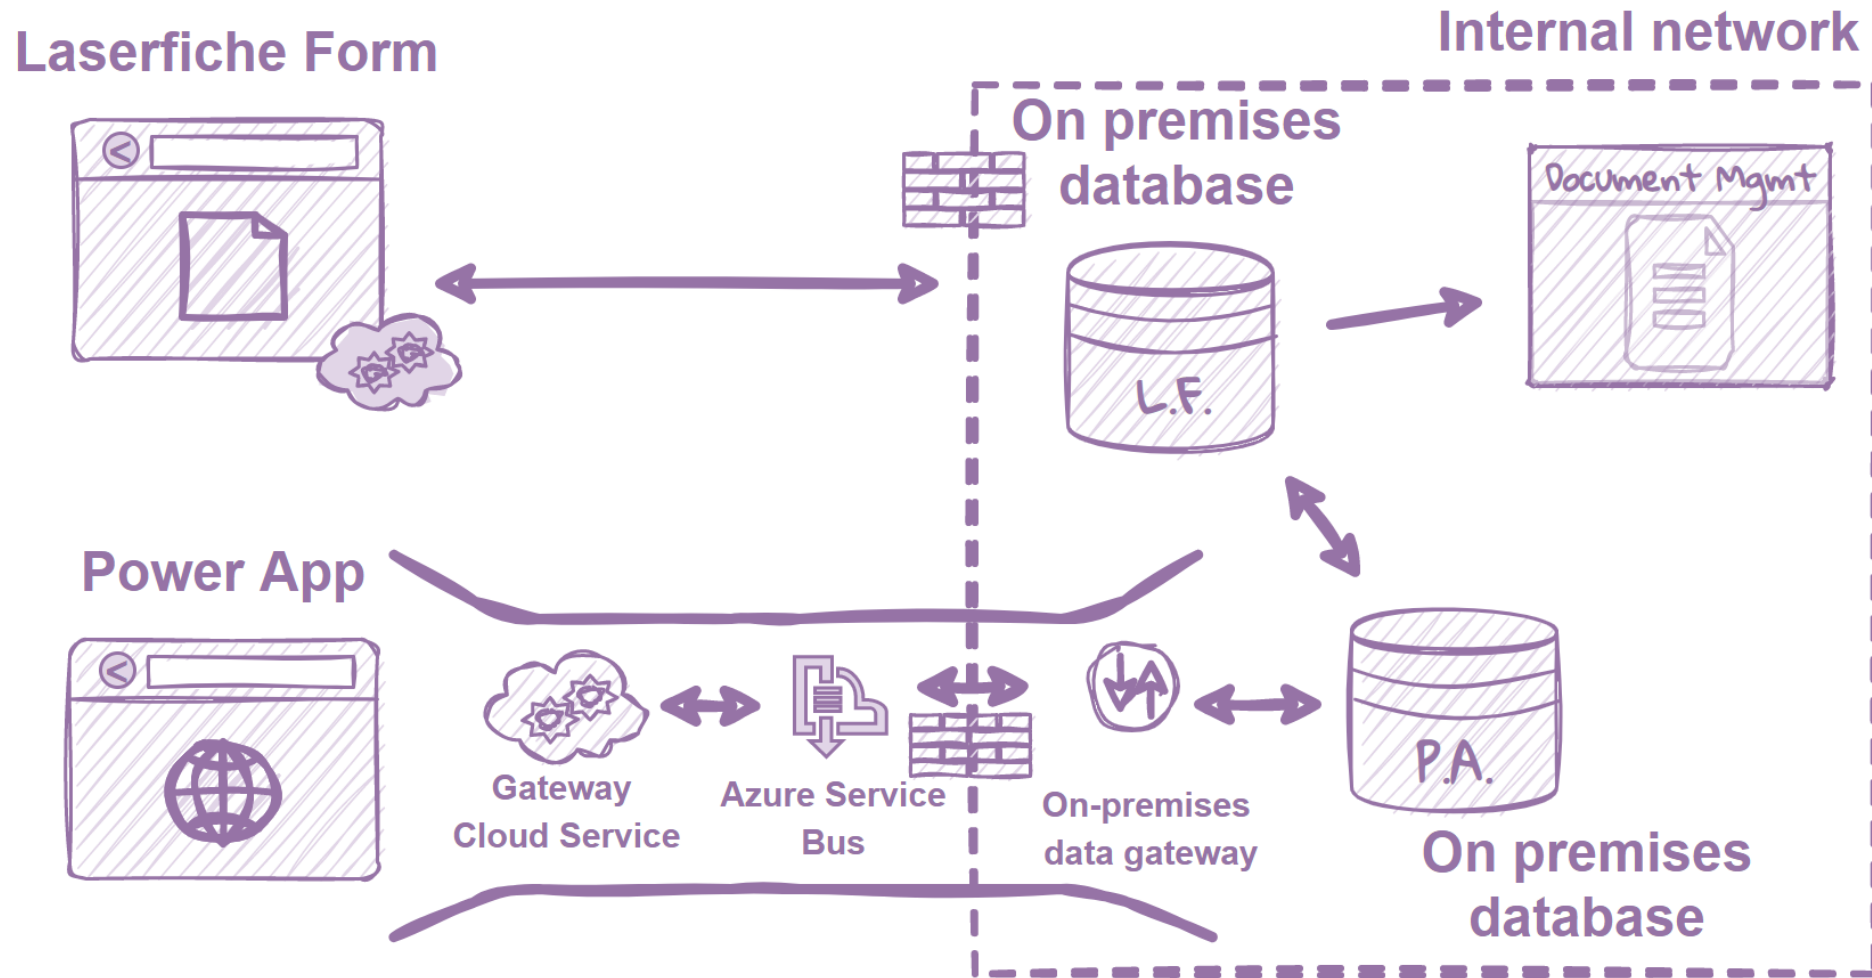 Laserfiche Form
Internal network
On premises
database
Document Mgmt
L.F.
Power App
Gateway
Cloud Service
Azure Service
Bus
On-premises
data gateway
P.A.
On premises
database